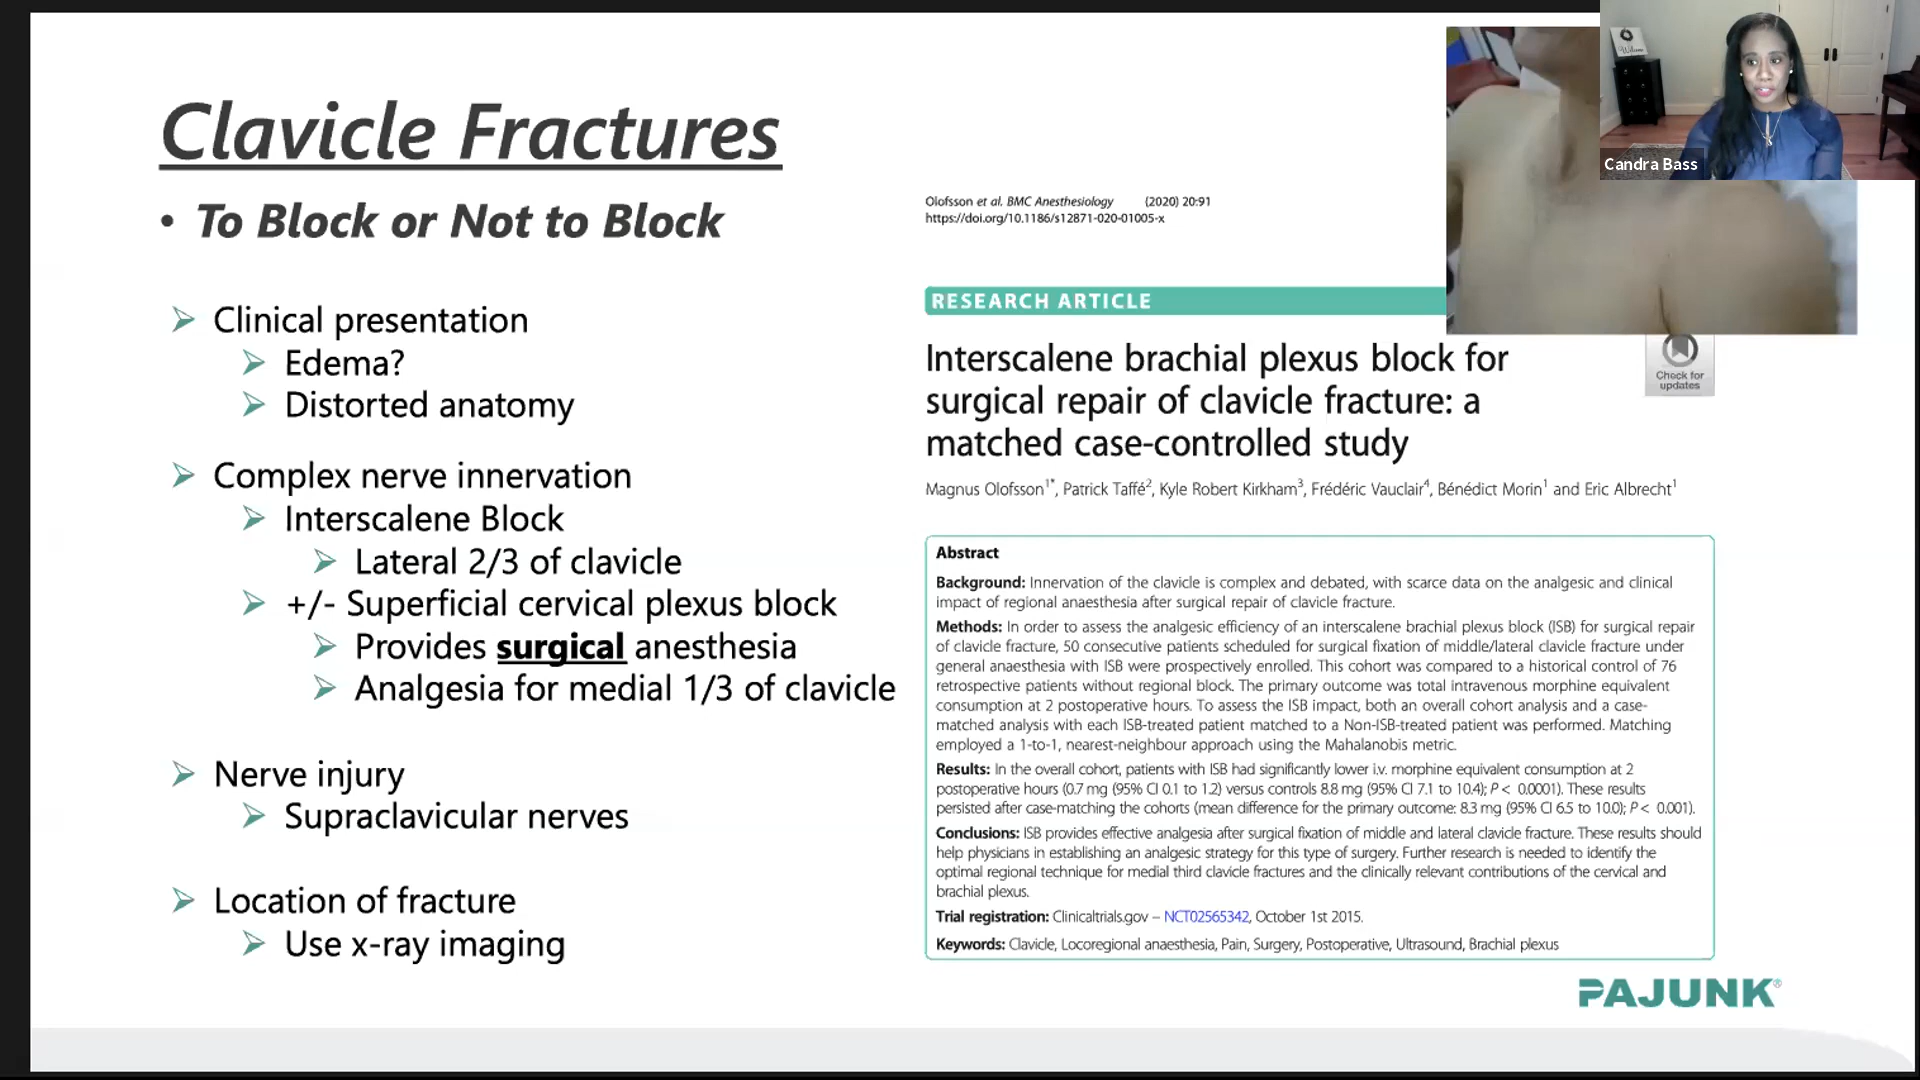 Clavicle Fractures
• To Block or Not to Block
Clinical presentation
Edema?
Distorted anatomy
Complex nerve innervation
Interscalene Block
Lateral 2/3 of clavicle
+/- Superficial cervical plexus block
Provides surgical anesthesia
Analgesia for medial 1/3 of clavicle
Nerve injury
Supraclavicular nerves
Location of fracture
Use x-ray imaging
Olofsson et al. BMC Anesthesiology (2020) 20:91
https://doi.org/10.1186/s12871-020-01005-x
RESEARCH ARTICLE
Interscalene brachial plexus block for
surgical repair of clavicle fracture: a
matched case-controlled study
Check for
updates
Magnus Olofsson1*, Patrick Taffé2, Kyle Robert Kirkham3, Frédéric Vauclair4, Bénédict Morin1 and Eric Albrecht1
Abstract
Background: Innervation of the clavicle is complex and debated, with scarce data on the analgesic and clinical
impact of regional anaesthesia after surgical repair of clavicle fracture.
Methods: In order to assess the analgesic efficiency of an interscalene brachial plexus block (ISB) for surgical repair
of clavicle fracture, 50 consecutive patients scheduled for surgical fixation of middle/lateral clavicle fracture under
general anaesthesia with ISB were prospectively enrolled. This cohort was compared to a historical control of 76
retrospective patients without regional block. The primary outcome was total intravenous morphine equivalent
consumption at 2 postoperative hours. To assess the ISB impact, both an overall cohort analysis and a case-
matched analysis with each ISB-treated patient matched to a Non-ISB-treated patient was performed. Matching
employed a 1-to-1, nearest-neighbour approach using the Mahalanobis metric.
Results: In the overall cohort, patients with ISB had significantly lower i.v. morphine equivalent consumption at 2
postoperative hours (0.7 mg (95% CI 0.1 to 1.2) versus controls 8.8 mg (95% CI 7.1 to 10.4); P < 0.0001). These results
persisted after case-matching the cohorts (mean difference for the primary outcome: 8.3 mg (95% CI 6.5 to 10.0); P < 0.001).
Conclusions: ISB provides effective analgesia after surgical fixation of middle and lateral clavicle fracture. These results should
help physicians in establishing an analgesic strategy for this type of surgery. Further research is needed to identify the
optimal regional technique for medial third clavicle fractures and the clinically relevant contributions of the cervical and
brachial plexus.
Trial registration: Clinicaltrials.gov – NCT02565342, October 1st 2015.
Keywords: Clavicle, Locoregional anaesthesia, Pain, Surgery, Postoperative, Ultrasound, Brachial plexus
PAJUNK®
Welcome
Candra Bass